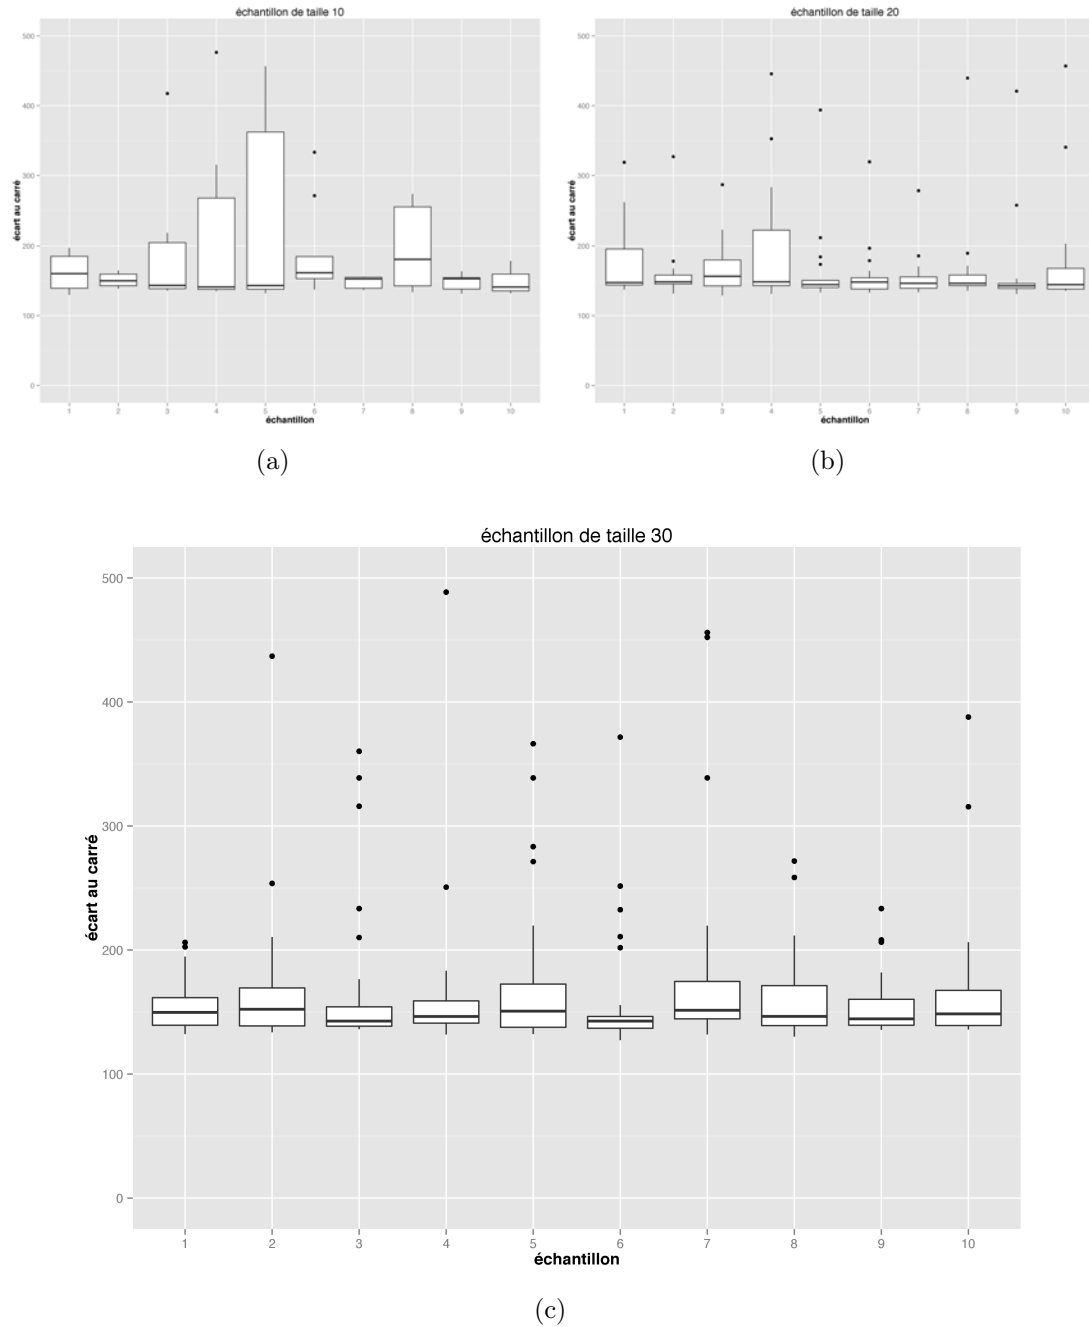 échantillon de taille 10
500
400
300
200
100
0
écart au carré
1 2 3 4 5 6 7 8 9 10
échantillon
(a)
échantillon de taille 20
500
400
300
200
100
0
écart au carré
1 2 3 4 5 6 7 8 9 10
échantillon
(b)
échantillon de taille 30
500
400
300
200
100
0
écart au carré
1 2 3 4 5 6 7 8 9 10
échantillon
(c)